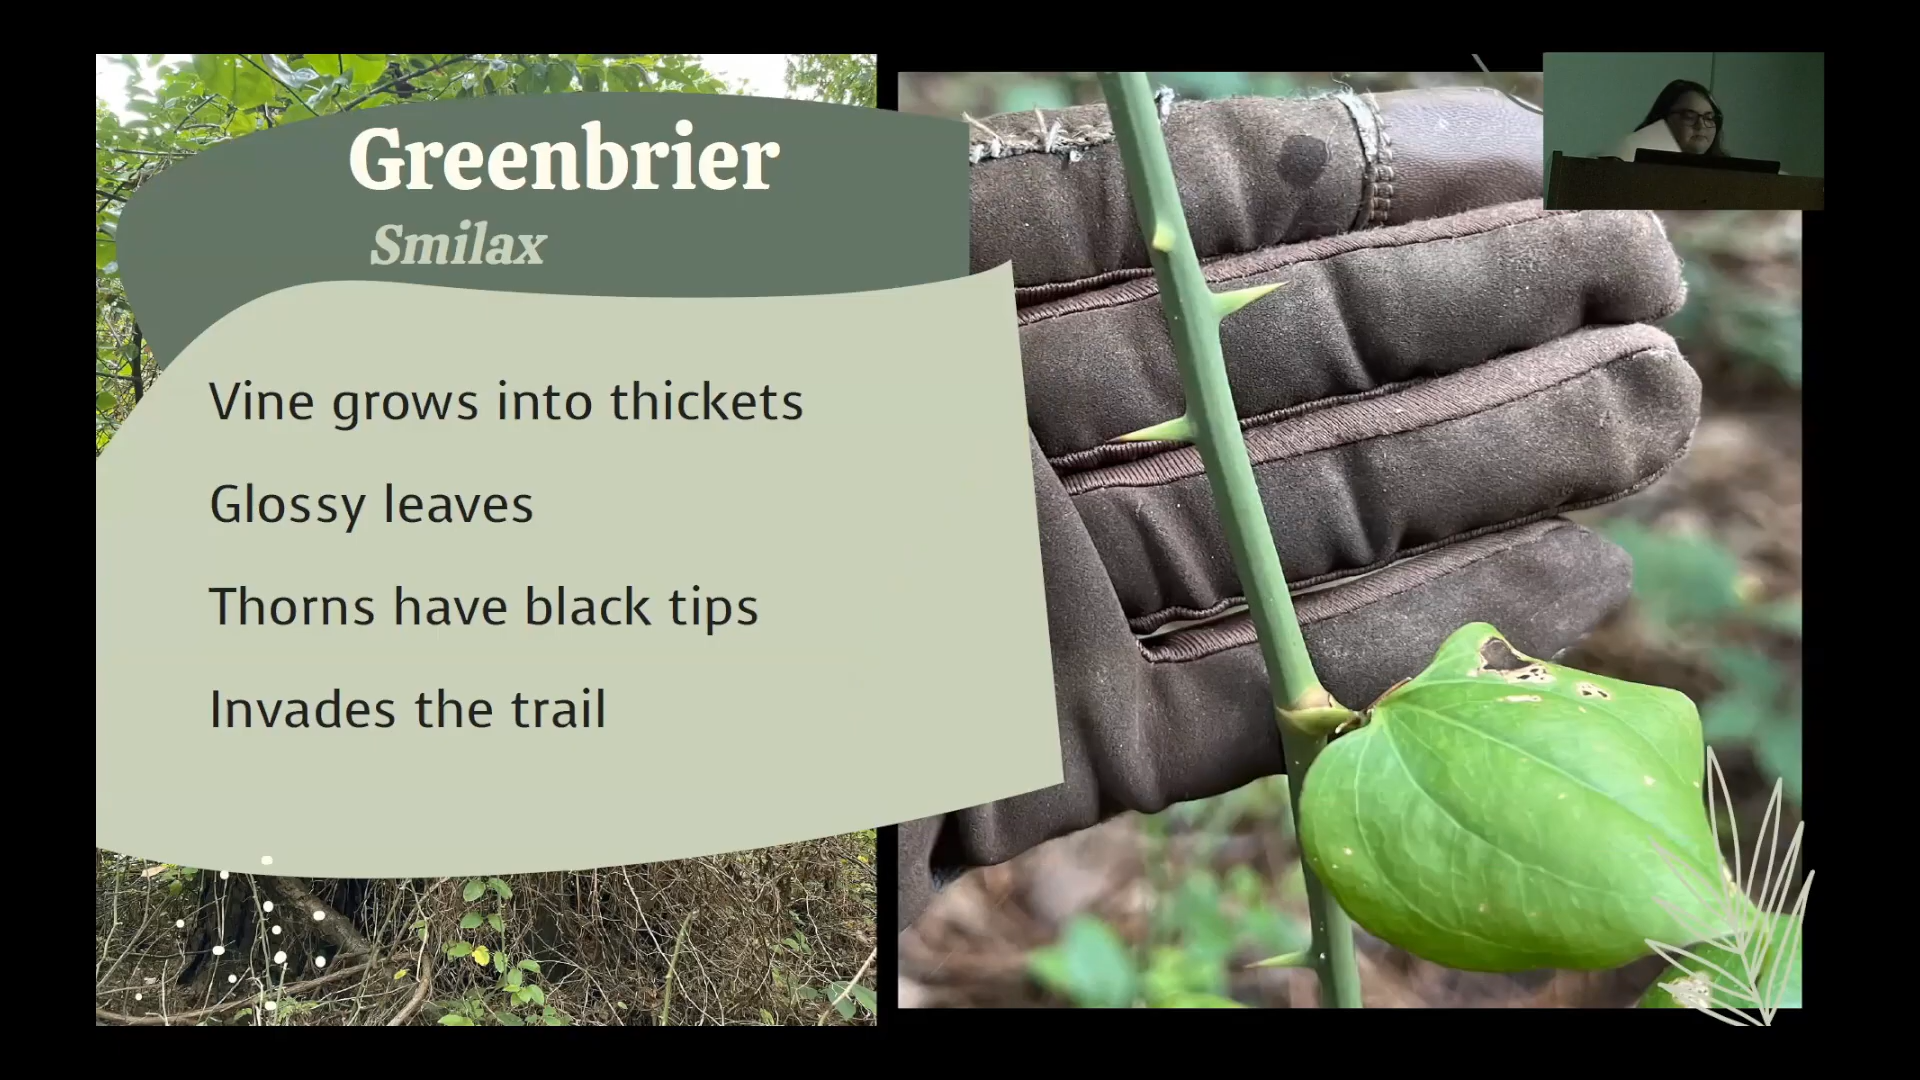 Greenbrier
Smilax
Vine grows into thickets
Glossy leaves
Thorns have black tips
Invades the trail